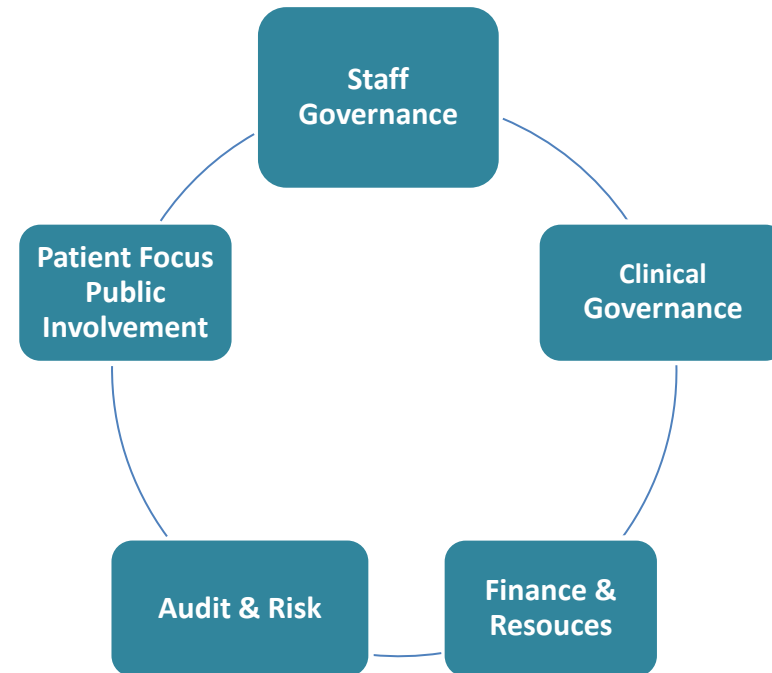 Staff
Governance
Clinical
Governance
Finance &
Resouces
Audit & Risk
Patient Focus
Public
Involvement